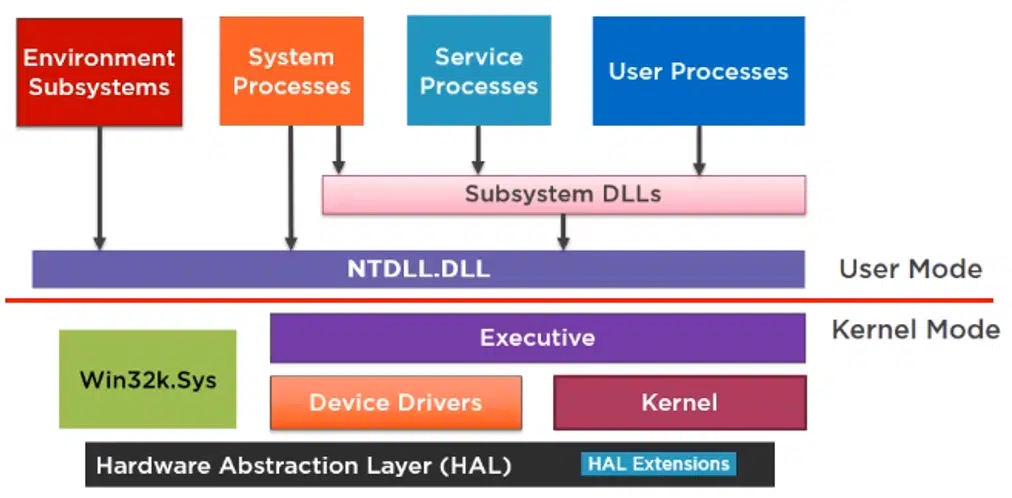 Environment
Subsystems
System
Processes
Service
Processes
User Processes
Subsystem DLLs
NTDLL.DLL
User Mode
Kernel Mode
Executive
Win32k.Sys
Device Drivers
Kernel
Hardware Abstraction Layer (HAL)
HAL Extensions